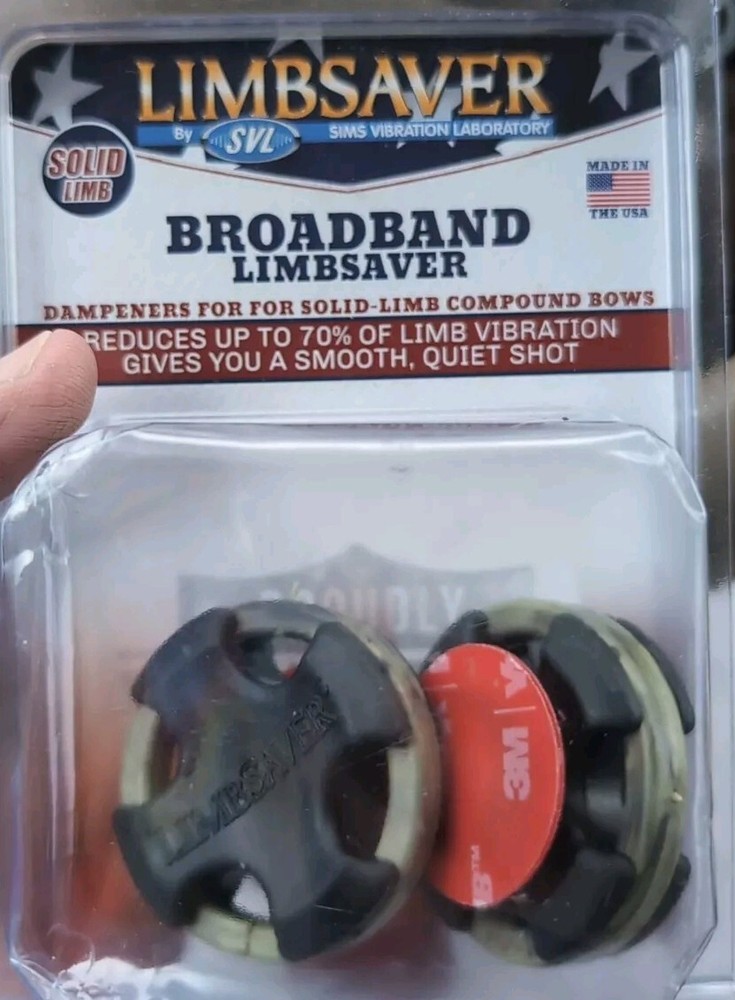 LIMBSAVER
By SVL SIMS VIBRATION LABORATORY
SOLID
LIMB
MADE IN
THE USA
BROADBAND
LIMBSAVER
DAMPENERS FOR FOR SOLID-LIMB COMPOUND BOWS
REDUCES UP TO 70% OF LIMB VIBRATION
GIVES YOU A SMOOTH, QUIET SHOT
PROUDLY
LIMBSAVER
3M